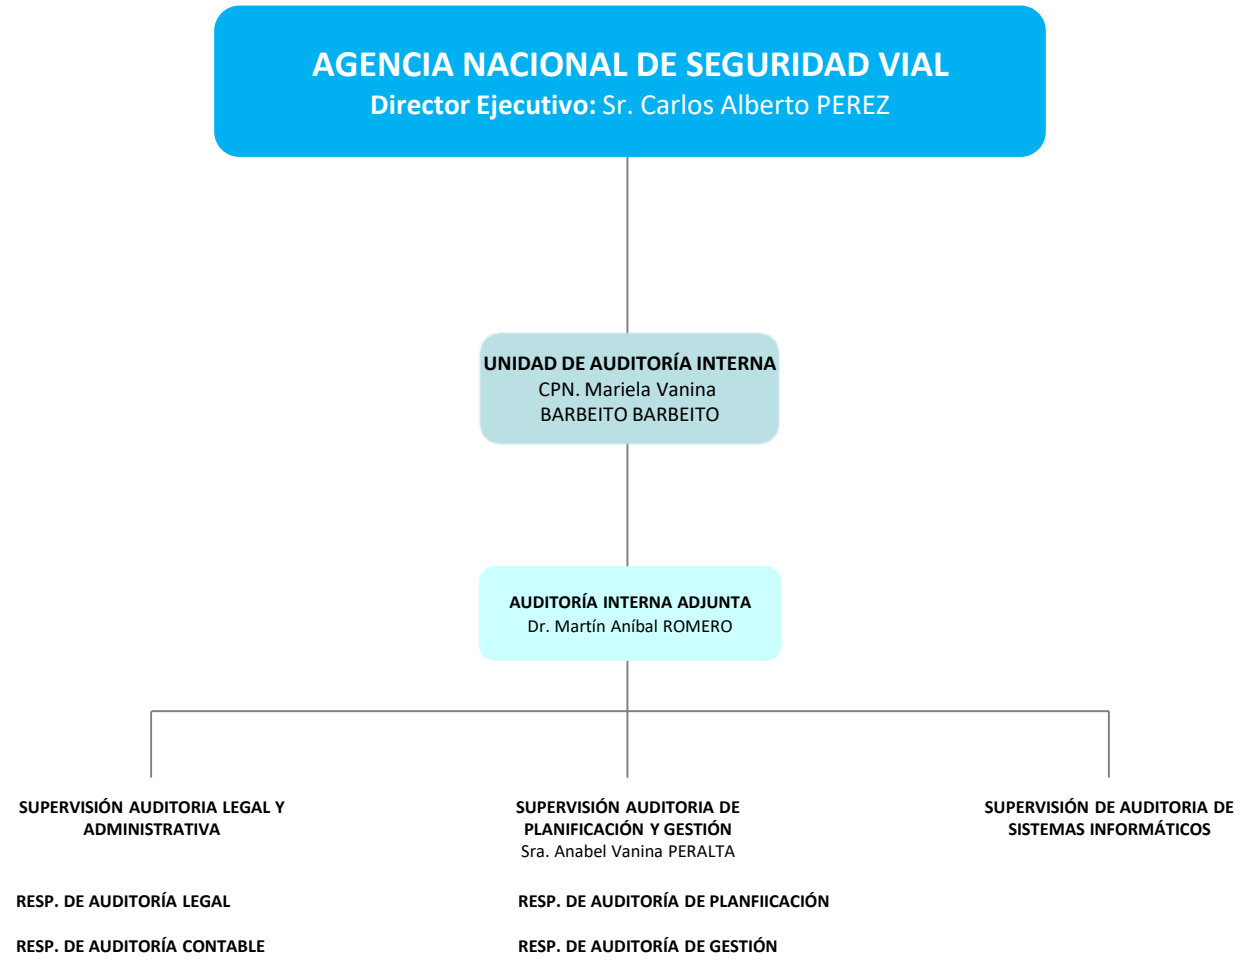 AGENCIA NACIONAL DE SEGURIDAD VIAL
Director Ejecutivo: Sr. Carlos Alberto PEREZ
UNIDAD DE AUDITORÍA INTERNA
CPN. Mariela Vanina
BARBEITO BARBEITO
AUDITORÍA INTERNA ADJUNTA
Dr. Martín Aníbal ROMERO
SUPERVISIÓN AUDITORIA LEGAL Y
ADMINISTRATIVA
RESP. DE AUDITORÍA LEGAL
RESP. DE AUDITORÍA CONTABLE
SUPERVISIÓN AUDITORIA DE
PLANIFICACIÓN Y GESTIÓN
Sra. Anabel Vanina PERALTA
RESP. DE AUDITORÍA DE PLANFIICACIÓN
RESP. DE AUDITORÍA DE GESTIÓN
SUPERVISIÓN DE AUDITORIA DE
SISTEMAS INFORMÁTICOS